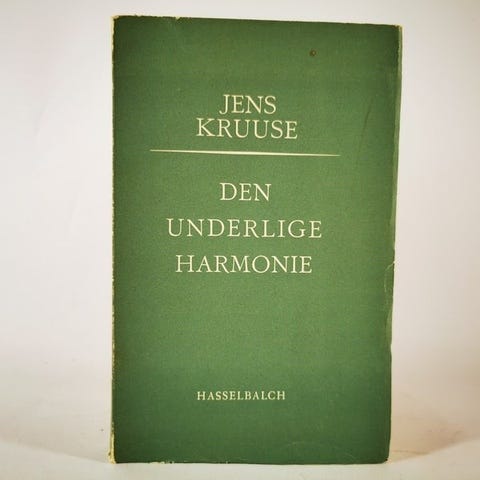 JENS
KRUUSE
DEN
UNDERLIGE
HARMONIE
HASSELBALCH